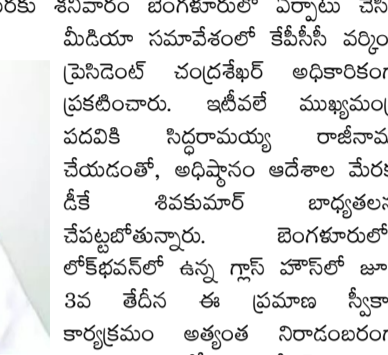 శనివారం బెంగళూరులో ఏర్పాటు చేసి
మీడియా సమావేశంలో కేపీసీసీ వర్కిం
ప్రెసిడెంట్ చంద్రశేఖర్ అధికారికంగ
ప్రకటించారు. ఇటీవలే ముఖ్యమం
పదవికి సిద్ధరామయ్య రాజీనామ
చేయడంతో, అధిష్ఠానం ఆదేశాల మేరక
డీకే శివకుమార్ బాధ్యతలన
చేపట్టబోతున్నారు. బెంగళూరులో
లోక్‌భవన్‌లో ఉన్న గ్లాస్ హౌస్‌లో జూ
3వ తేదీన ఈ ప్రమాణ స్వీకా
కార్యక్రమం అత్యంత నిరాడంబరంగ